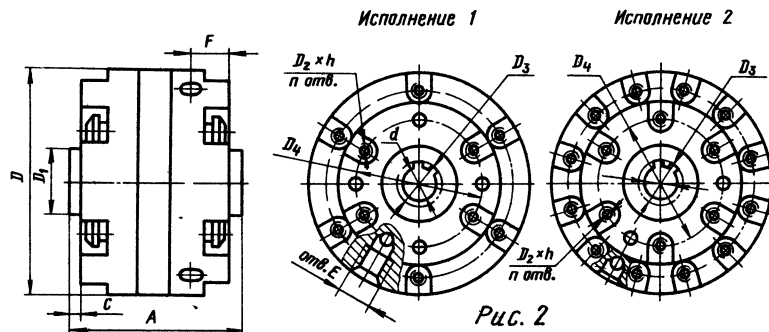 Исполнение 1
Исполнение 2
F
D
D₁
C
A
D₂ × h
n отв.
D₃
d
D₄
отв. E
D₄
D₃
D₂ × h
n отв.
Рис. 2